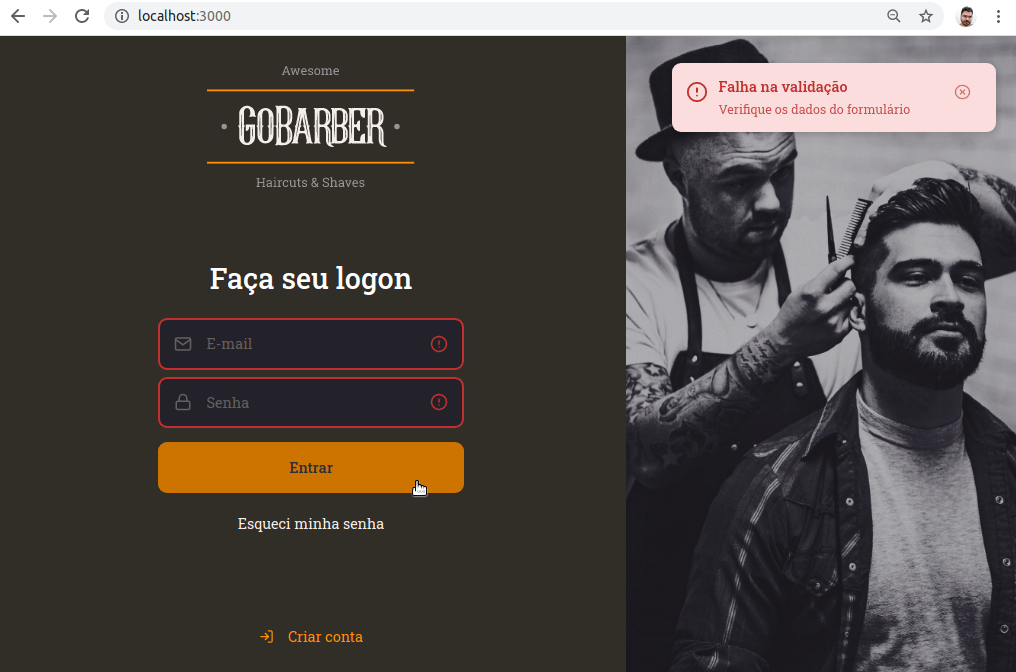 localhost:3000
Awesome
GOBARBER
Haircuts & Shaves
Faça seu logon
E-mail
Senha
Entrar
Esqueci minha senha
Criar conta
Falha na validação
Verifique os dados do formulário